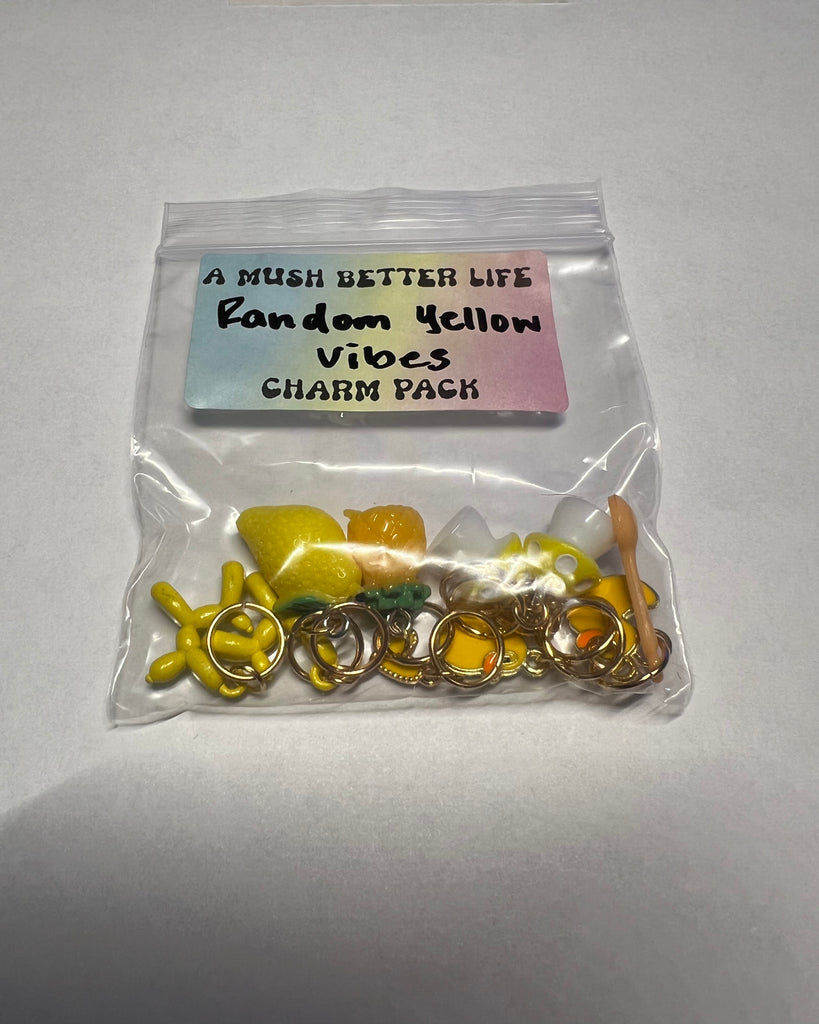 A MUSH BETTER LIFE
Random Yellow
Vibes
CHARM PACK